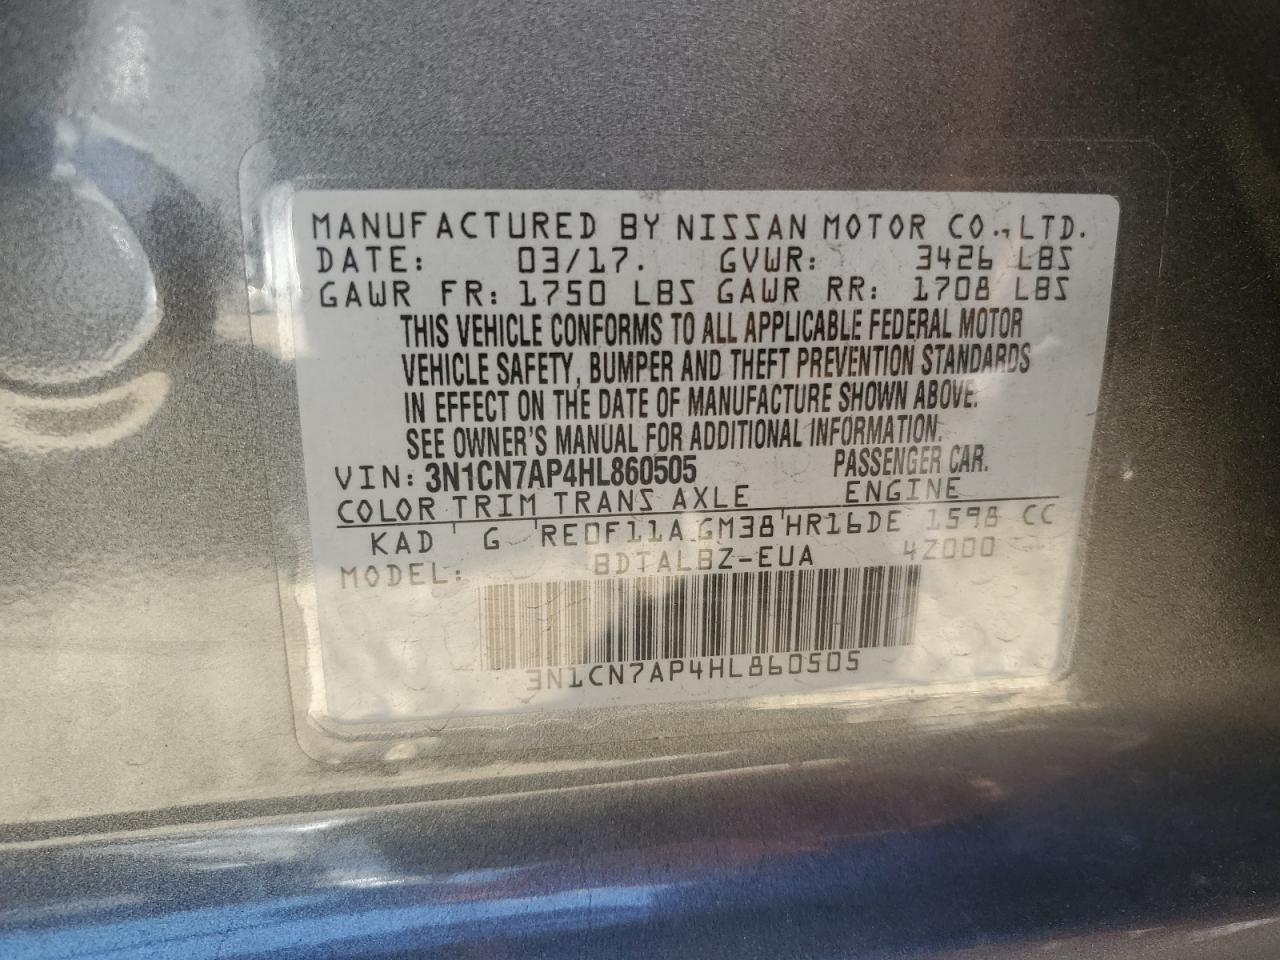 MANUFACTURED BY NISSAN MOTOR CO., LTD.
DATE: 03/17. GVWR: 3426 LBS
GAWR FR: 1750 LBS GAWR RR: 1708 LBS
THIS VEHICLE CONFORMS TO ALL APPLICABLE FEDERAL MOTOR
VEHICLE SAFETY, BUMPER AND THEFT PREVENTION STANDARDS
IN EFFECT ON THE DATE OF MANUFACTURE SHOWN ABOVE.
SEE OWNER'S MANUAL FOR ADDITIONAL INFORMATION.
VIN: 3N1CN7AP4HL860505 PASSENGER CAR.
COLOR TRIM TRANS AXLE ENGINE
KAD G RE0F11A GM38 HR16DE 1598 CC
MODEL: BDTALBZ-EUA 4Z000
3N1CN7AP4HL860505